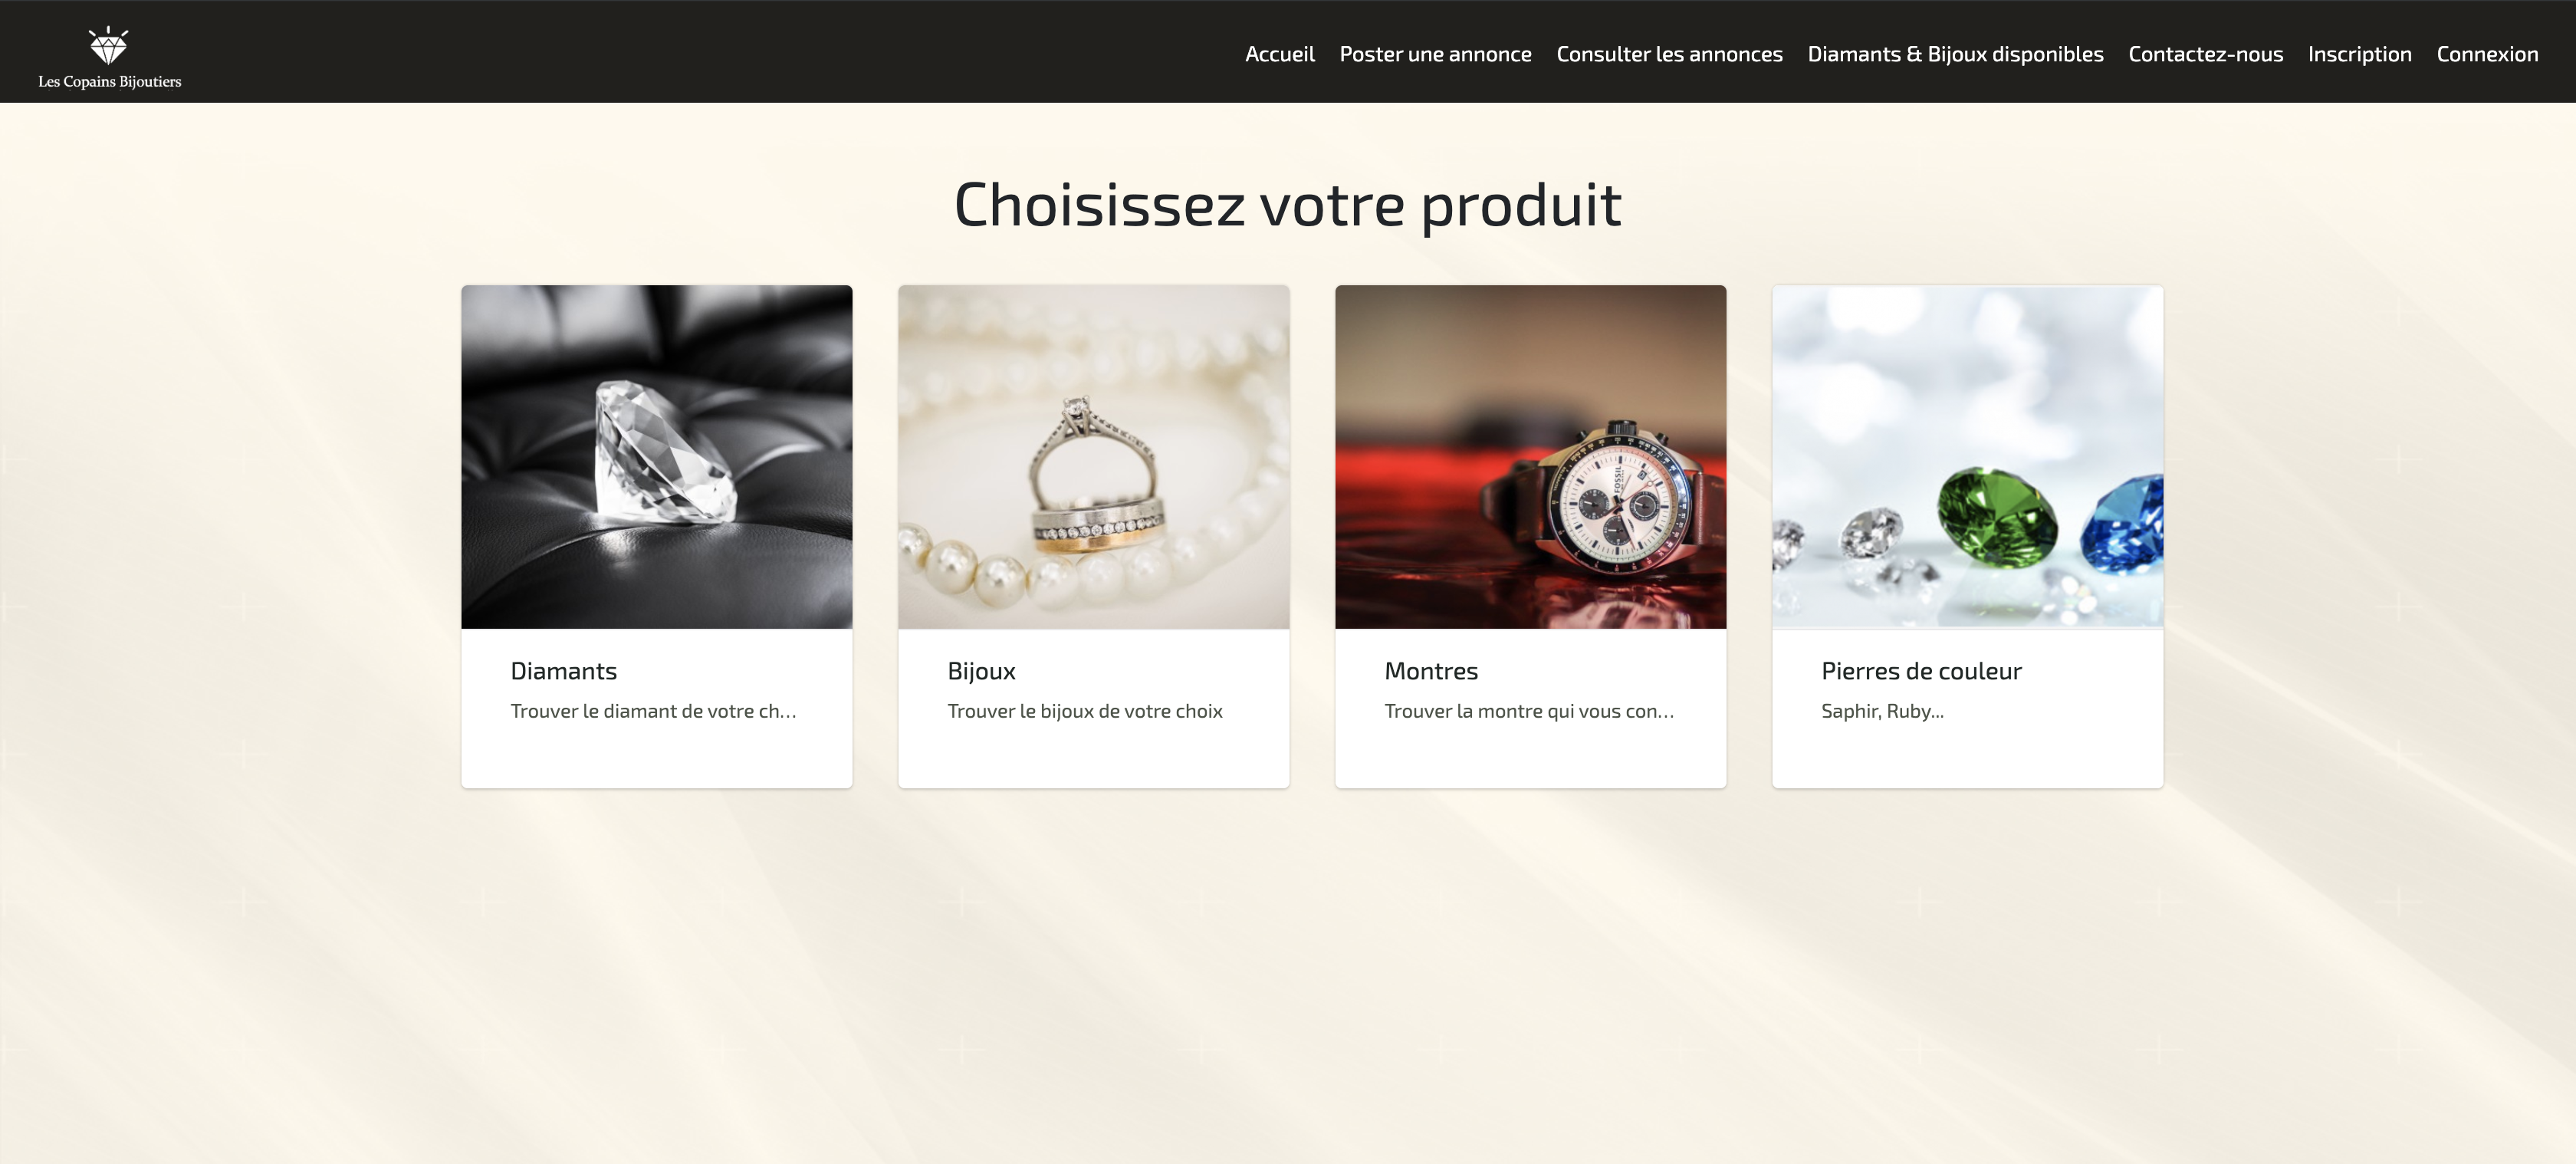 Les Copains Bijoutiers
Accueil Poster une annonce Consulter les annonces Diamants & Bijoux disponibles Contactez-nous Inscription Connexion
Choisissez votre produit
FOSSIL
Diamants
Trouver le diamant de votre ch...
Bijoux
Trouver le bijoux de votre choix
Montres
Trouver la montre qui vous con...
Pierres de couleur
Saphir, Ruby...